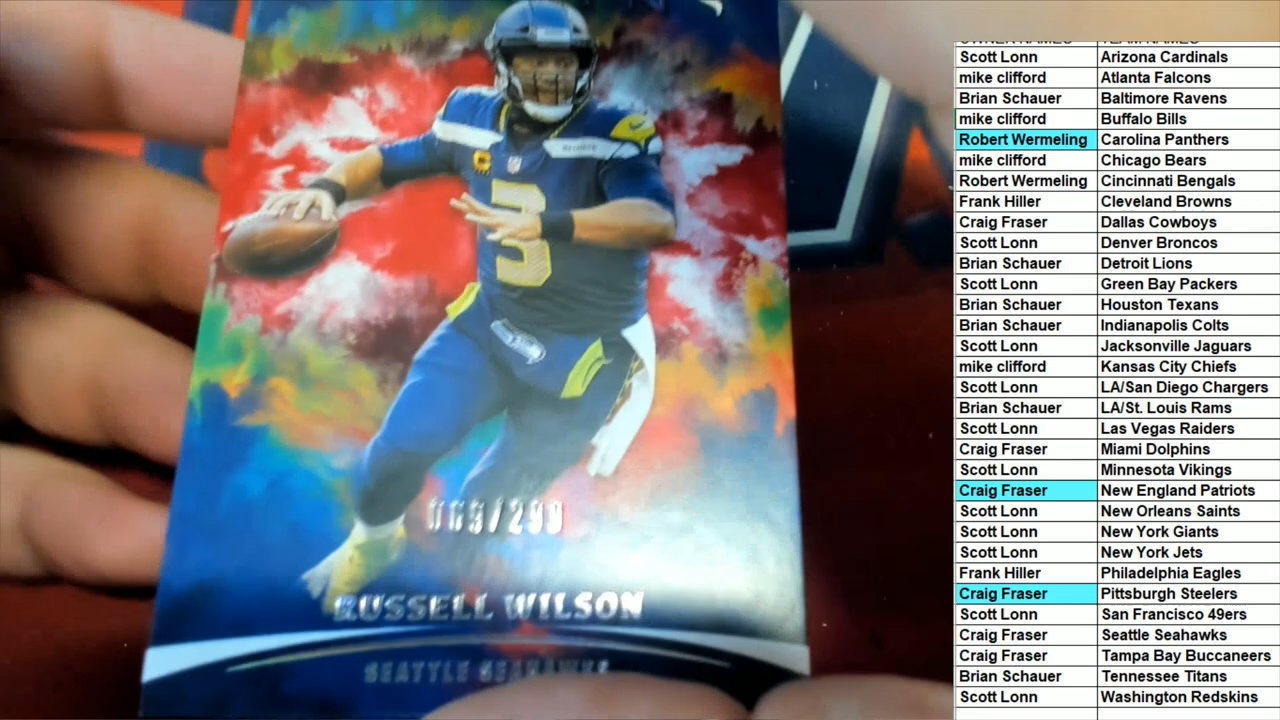 3
069/299
RUSSELL WILSON
SEATTLE SEAHAWKS
OWNER NAMES TEAM NAMES
Scott Lonn Arizona Cardinals
mike clifford Atlanta Falcons
Brian Schauer Baltimore Ravens
mike clifford Buffalo Bills
Robert Wermeling Carolina Panthers
mike clifford Chicago Bears
Robert Wermeling Cincinnati Bengals
Frank Hiller Cleveland Browns
Craig Fraser Dallas Cowboys
Scott Lonn Denver Broncos
Brian Schauer Detroit Lions
Scott Lonn Green Bay Packers
Brian Schauer Houston Texans
Brian Schauer Indianapolis Colts
Scott Lonn Jacksonville Jaguars
mike clifford Kansas City Chiefs
Scott Lonn LA/San Diego Chargers
Brian Schauer LA/St. Louis Rams
Scott Lonn Las Vegas Raiders
Craig Fraser Miami Dolphins
Scott Lonn Minnesota Vikings
Craig Fraser New England Patriots
Scott Lonn New Orleans Saints
Scott Lonn New York Giants
Scott Lonn New York Jets
Frank Hiller Philadelphia Eagles
Craig Fraser Pittsburgh Steelers
Scott Lonn San Francisco 49ers
Craig Fraser Seattle Seahawks
Craig Fraser Tampa Bay Buccaneers
Brian Schauer Tennessee Titans
Scott Lonn Washington Redskins